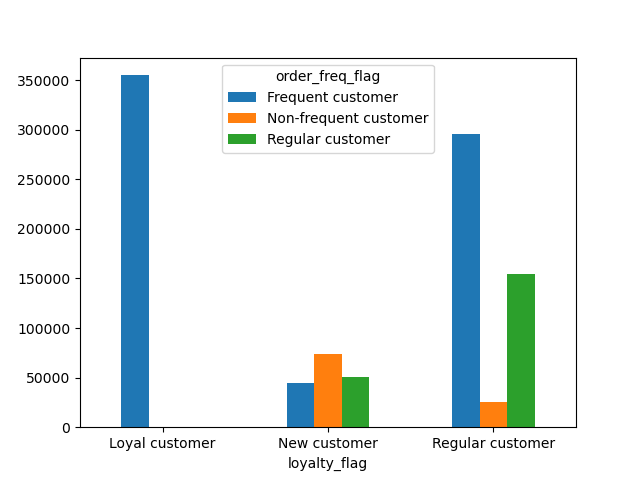 order_freq_flag
Frequent customer
Non-frequent customer
Regular customer
350000
300000
250000
200000
150000
100000
50000
0
Loyal customer
New customer
Regular customer
loyalty_flag